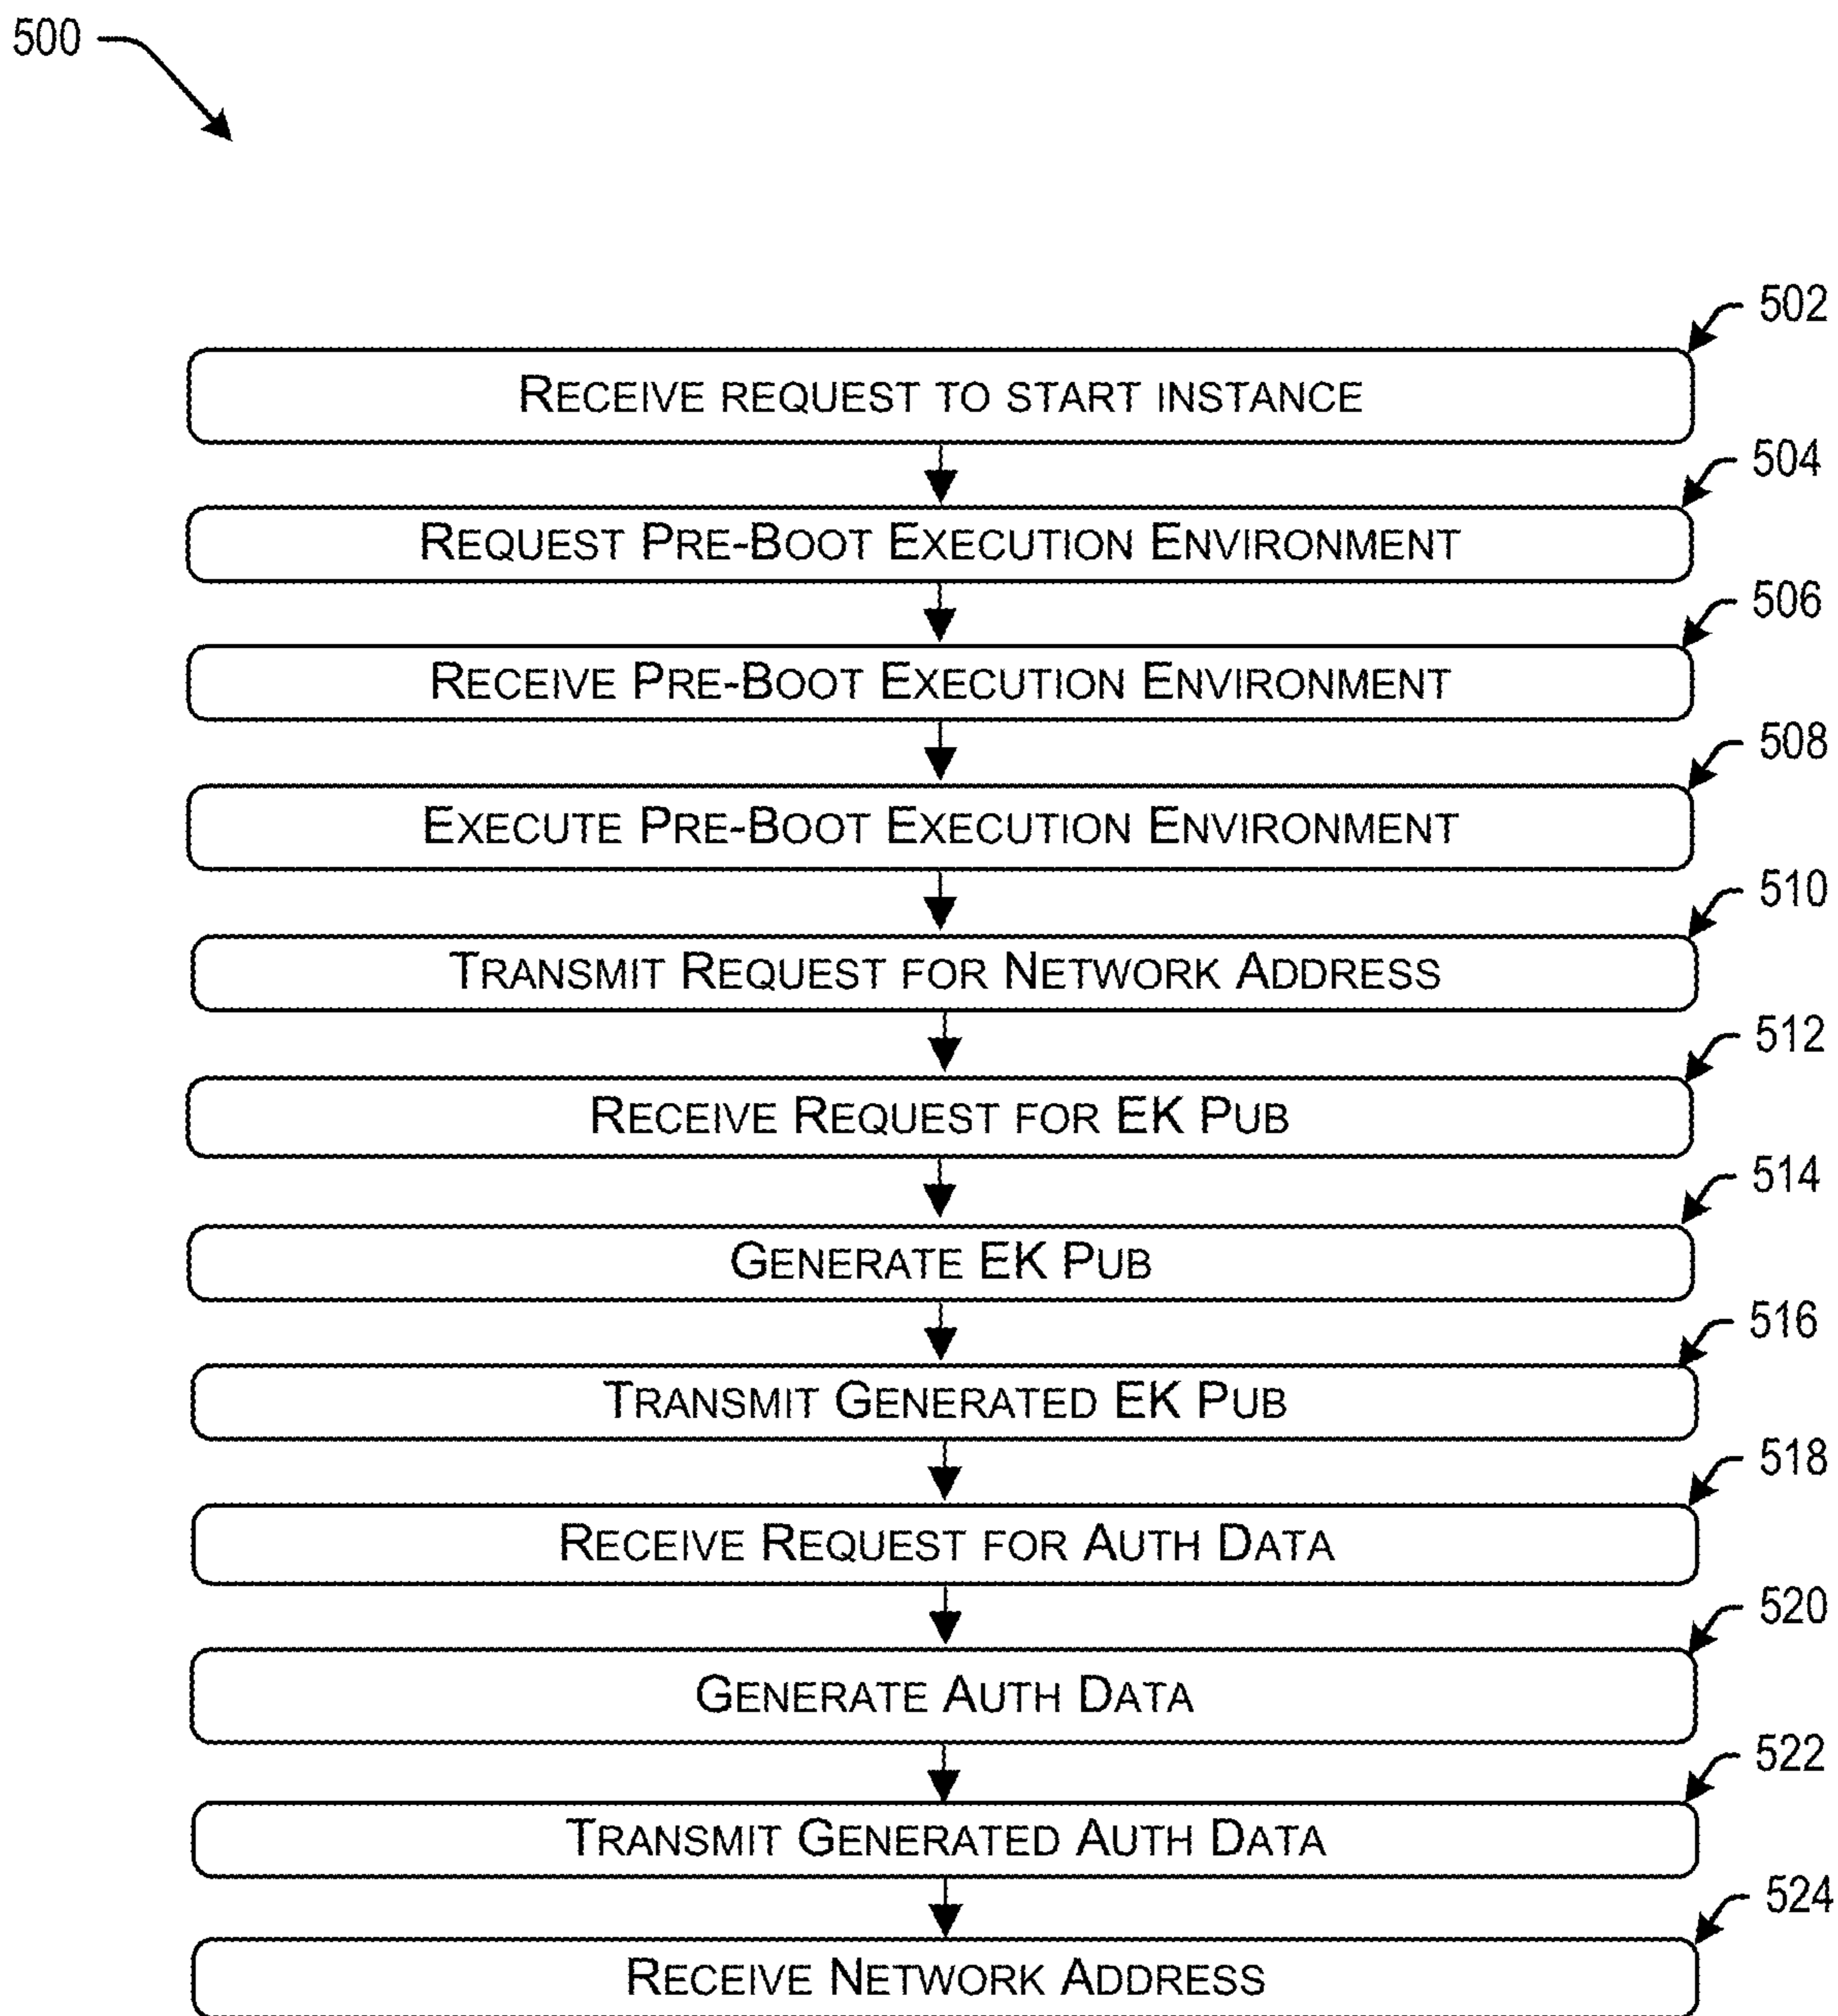 500
502
RECEIVE REQUEST TO START INSTANCE
504
REQUEST PRE-BOOT EXECUTION ENVIRONMENT
506
RECEIVE PRE-BOOT EXECUTION ENVIRONMENT
508
EXECUTE PRE-BOOT EXECUTION ENVIRONMENT
510
TRANSMIT REQUEST FOR NETWORK ADDRESS
512
RECEIVE REQUEST FOR EK PUB
514
GENERATE EK PUB
516
TRANSMIT GENERATED EK PUB
518
RECEIVE REQUEST FOR AUTH DATA
520
GENERATE AUTH DATA
522
TRANSMIT GENERATED AUTH DATA
524
RECEIVE NETWORK ADDRESS